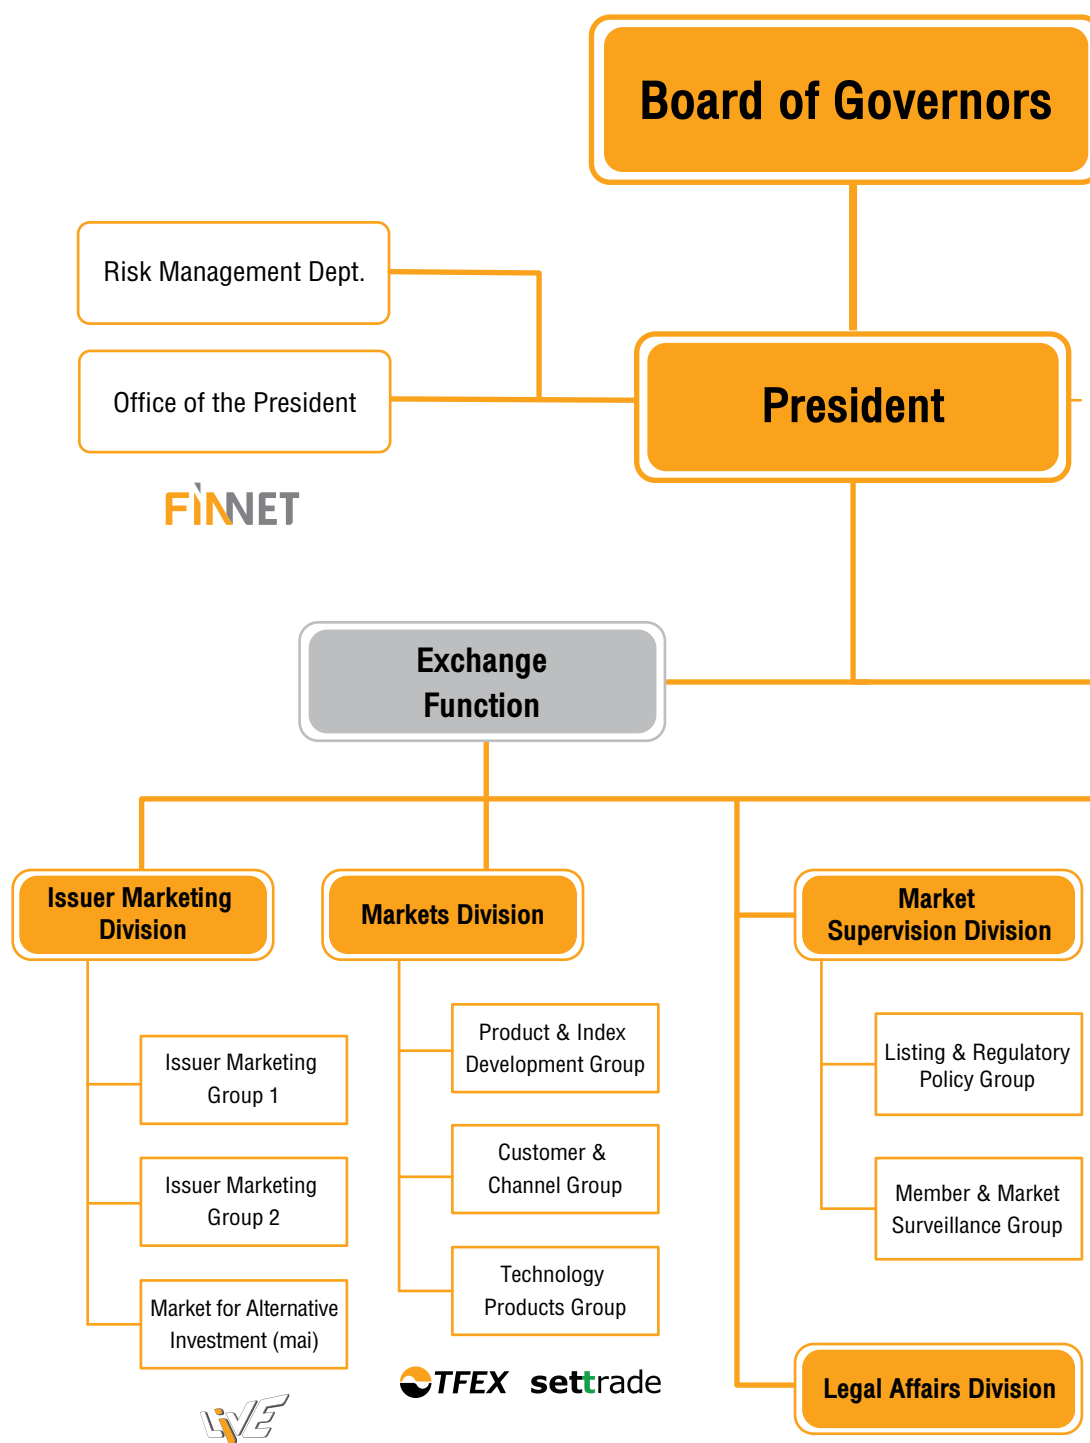 Board of Governors
Risk Management Dept.
Office of the President
President
FINNET
Exchange
Function
Issuer Marketing
Division
Markets Division
Market
Supervision Division
Issuer Marketing
Group 1
Issuer Marketing
Group 2
Market for Alternative
Investment (mai)
LiVE
Product & Index
Development Group
Customer &
Channel Group
Technology
Products Group
TFEX settrade
Listing & Regulatory
Policy Group
Member & Market
Surveillance Group
Legal Affairs Division